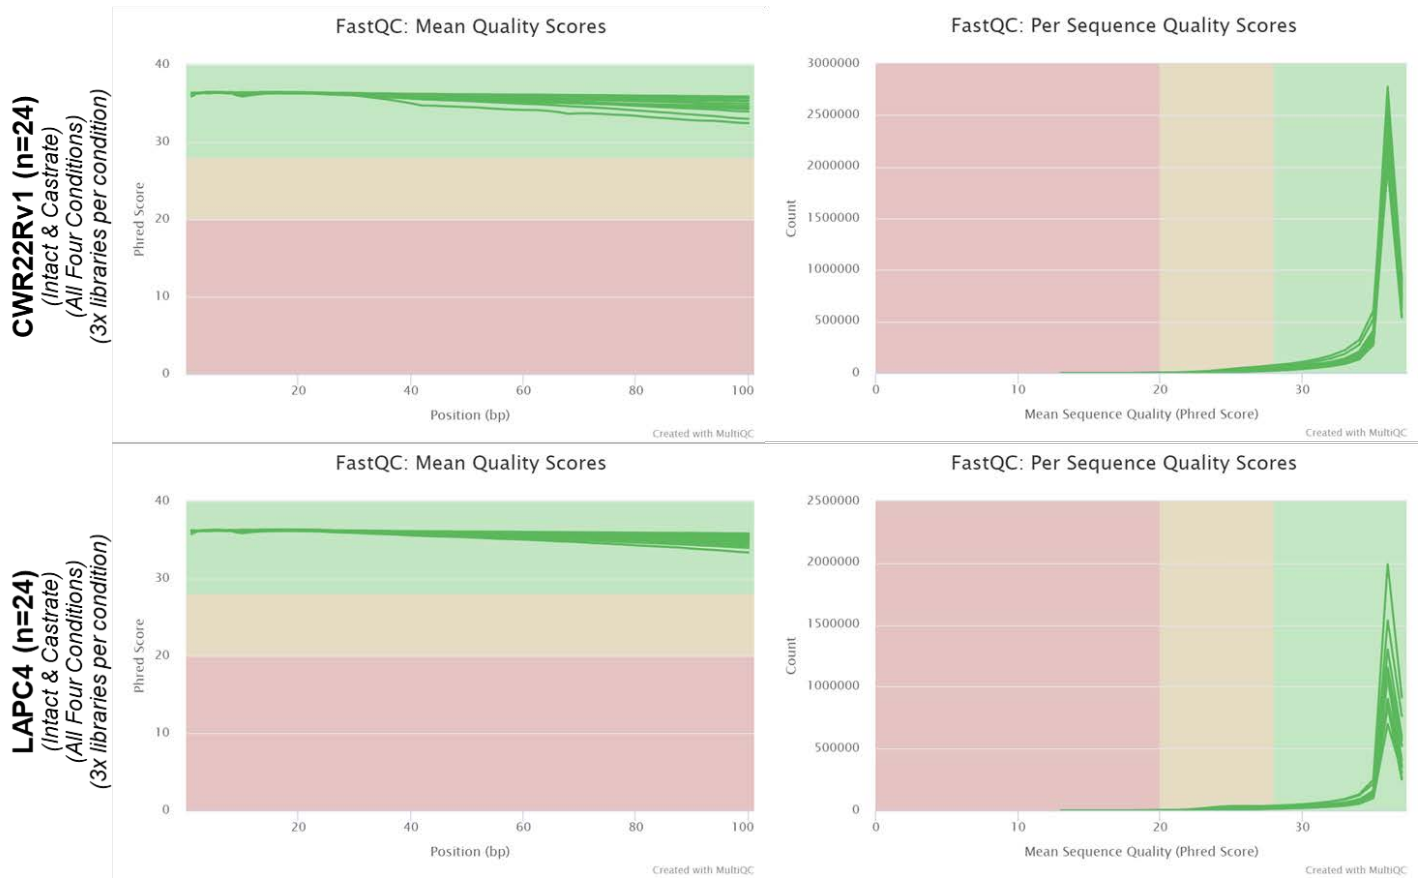 CWR22Rv1 (n=24)
(Intact & Castrate)
(All Four Conditions)
(3x libraries per condition)
FastQC: Mean Quality Scores
40
30
20
10
0
Phred Score
20
40
60
80
100
Position (bp)
Created with MultiQC
FastQC: Per Sequence Quality Scores
3000000
2500000
2000000
1500000
1000000
500000
0
Count
0
10
20
30
Mean Sequence Quality (Phred Score)
Created with MultiQC
LAPC4 (n=24)
(Intact & Castrate)
(All Four Conditions)
(3x libraries per condition)
FastQC: Mean Quality Scores
40
30
20
10
0
Phred Score
20
40
60
80
100
Position (bp)
Created with MultiQC
FastQC: Per Sequence Quality Scores
2500000
2000000
1500000
1000000
500000
0
Count
0
10
20
30
Mean Sequence Quality (Phred Score)
Created with MultiQC